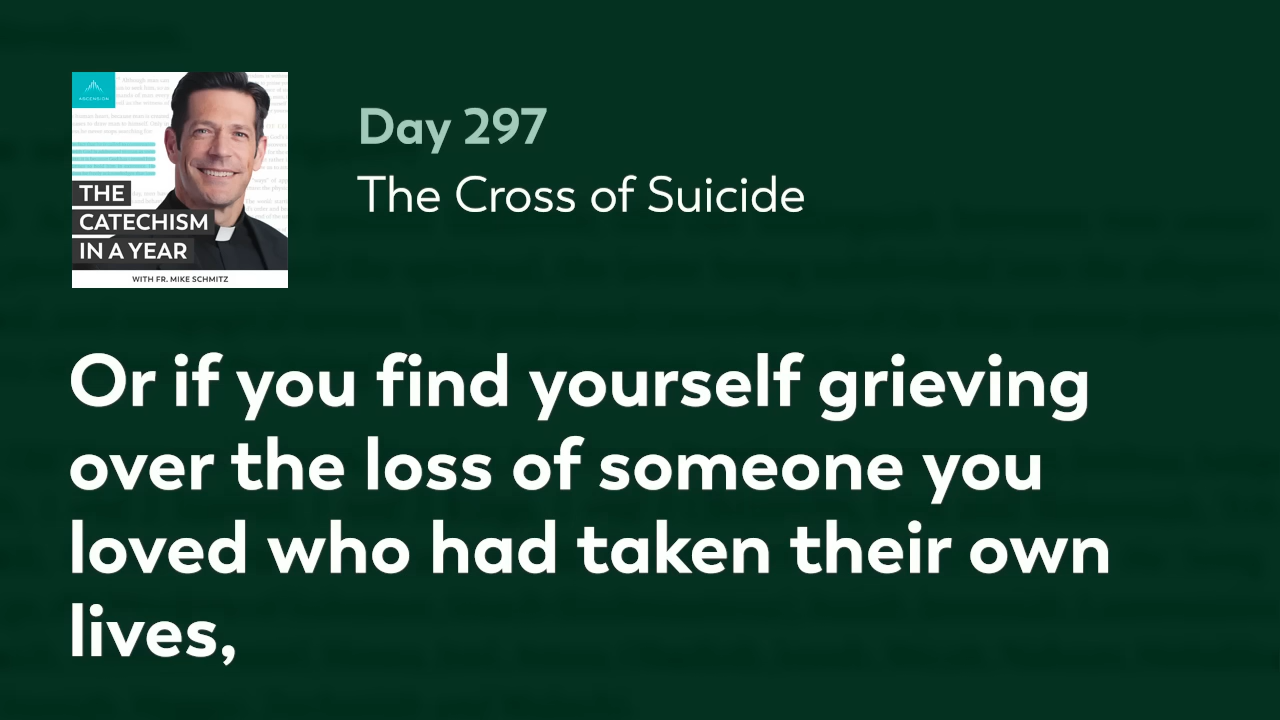 ASCENSION
THE
CATECHISM
IN A YEAR
WITH FR. MIKE SCHMITZ
Day 297
The Cross of Suicide
Or if you find yourself grieving
over the loss of someone you
loved who had taken their own
lives,